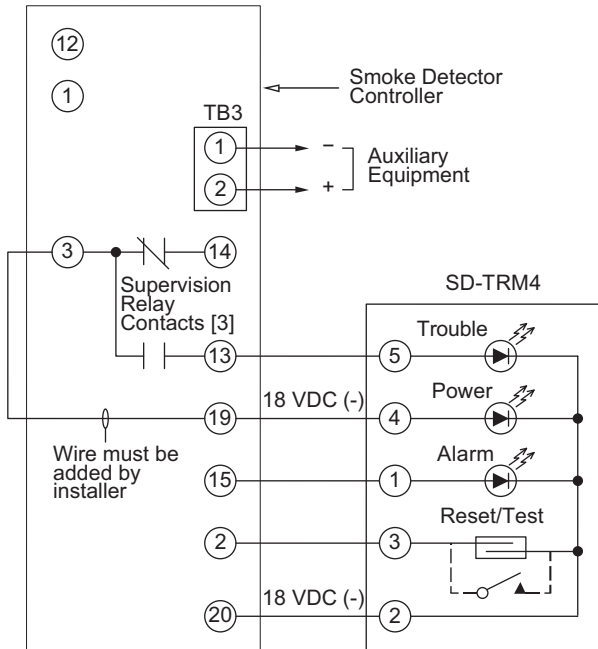 12
1
Smoke Detector
Controller
TB3
1
−
2
+
Auxiliary
Equipment
3
14
Supervision
Relay
Contacts [3]
13
SD-TRM4
5
Trouble
19
18 VDC (-)
4
Power
Wire must be
added by
installer
15
1
Alarm
2
3
Reset/Test
20
18 VDC (-)
2